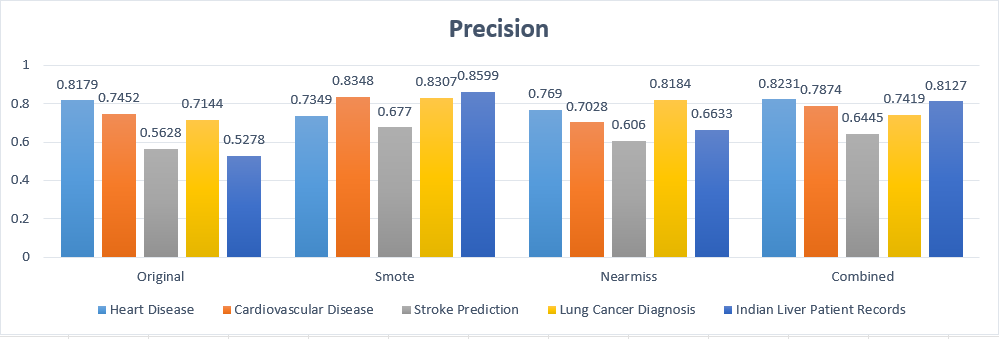 Precision
1
0.8
0.6
0.4
0.2
0
0.8179
0.7452
0.5628
0.7144
0.5278
0.7349
0.8348
0.677
0.8307
0.8599
0.769
0.7028
0.606
0.8184
0.6633
0.8231
0.7874
0.6445
0.7419
0.8127
Original
Smote
Nearmiss
Combined
Heart Disease
Cardiovascular Disease
Stroke Prediction
Lung Cancer Diagnosis
Indian Liver Patient Records